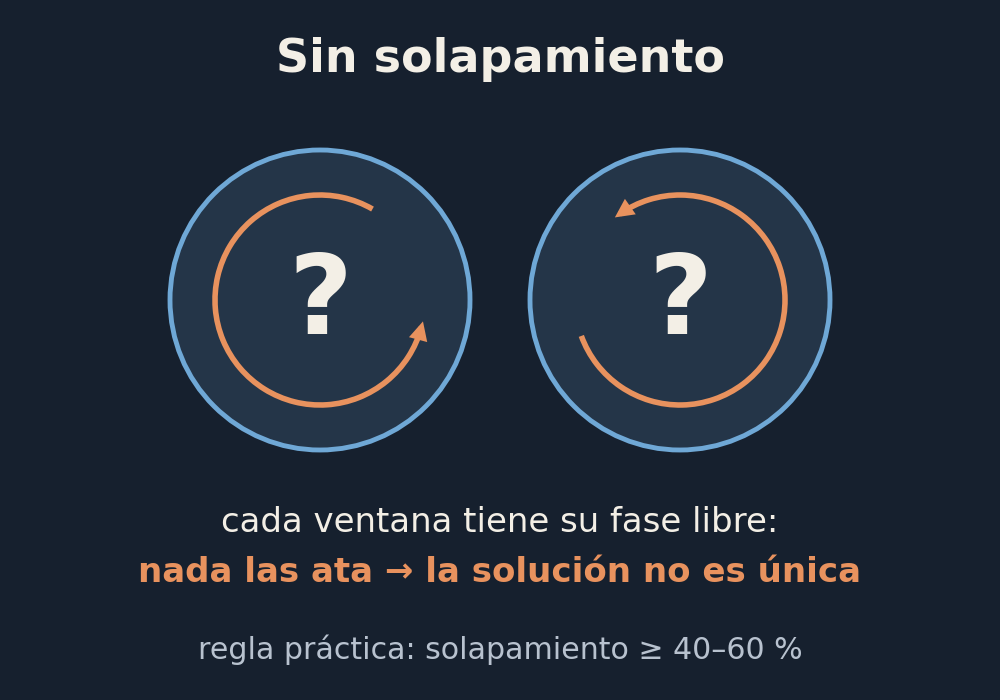 Sin solapamiento
? ?
cada ventana tiene su fase libre:
nada las ata → la solución no es única
regla práctica: solapamiento ≥ 40–60 %